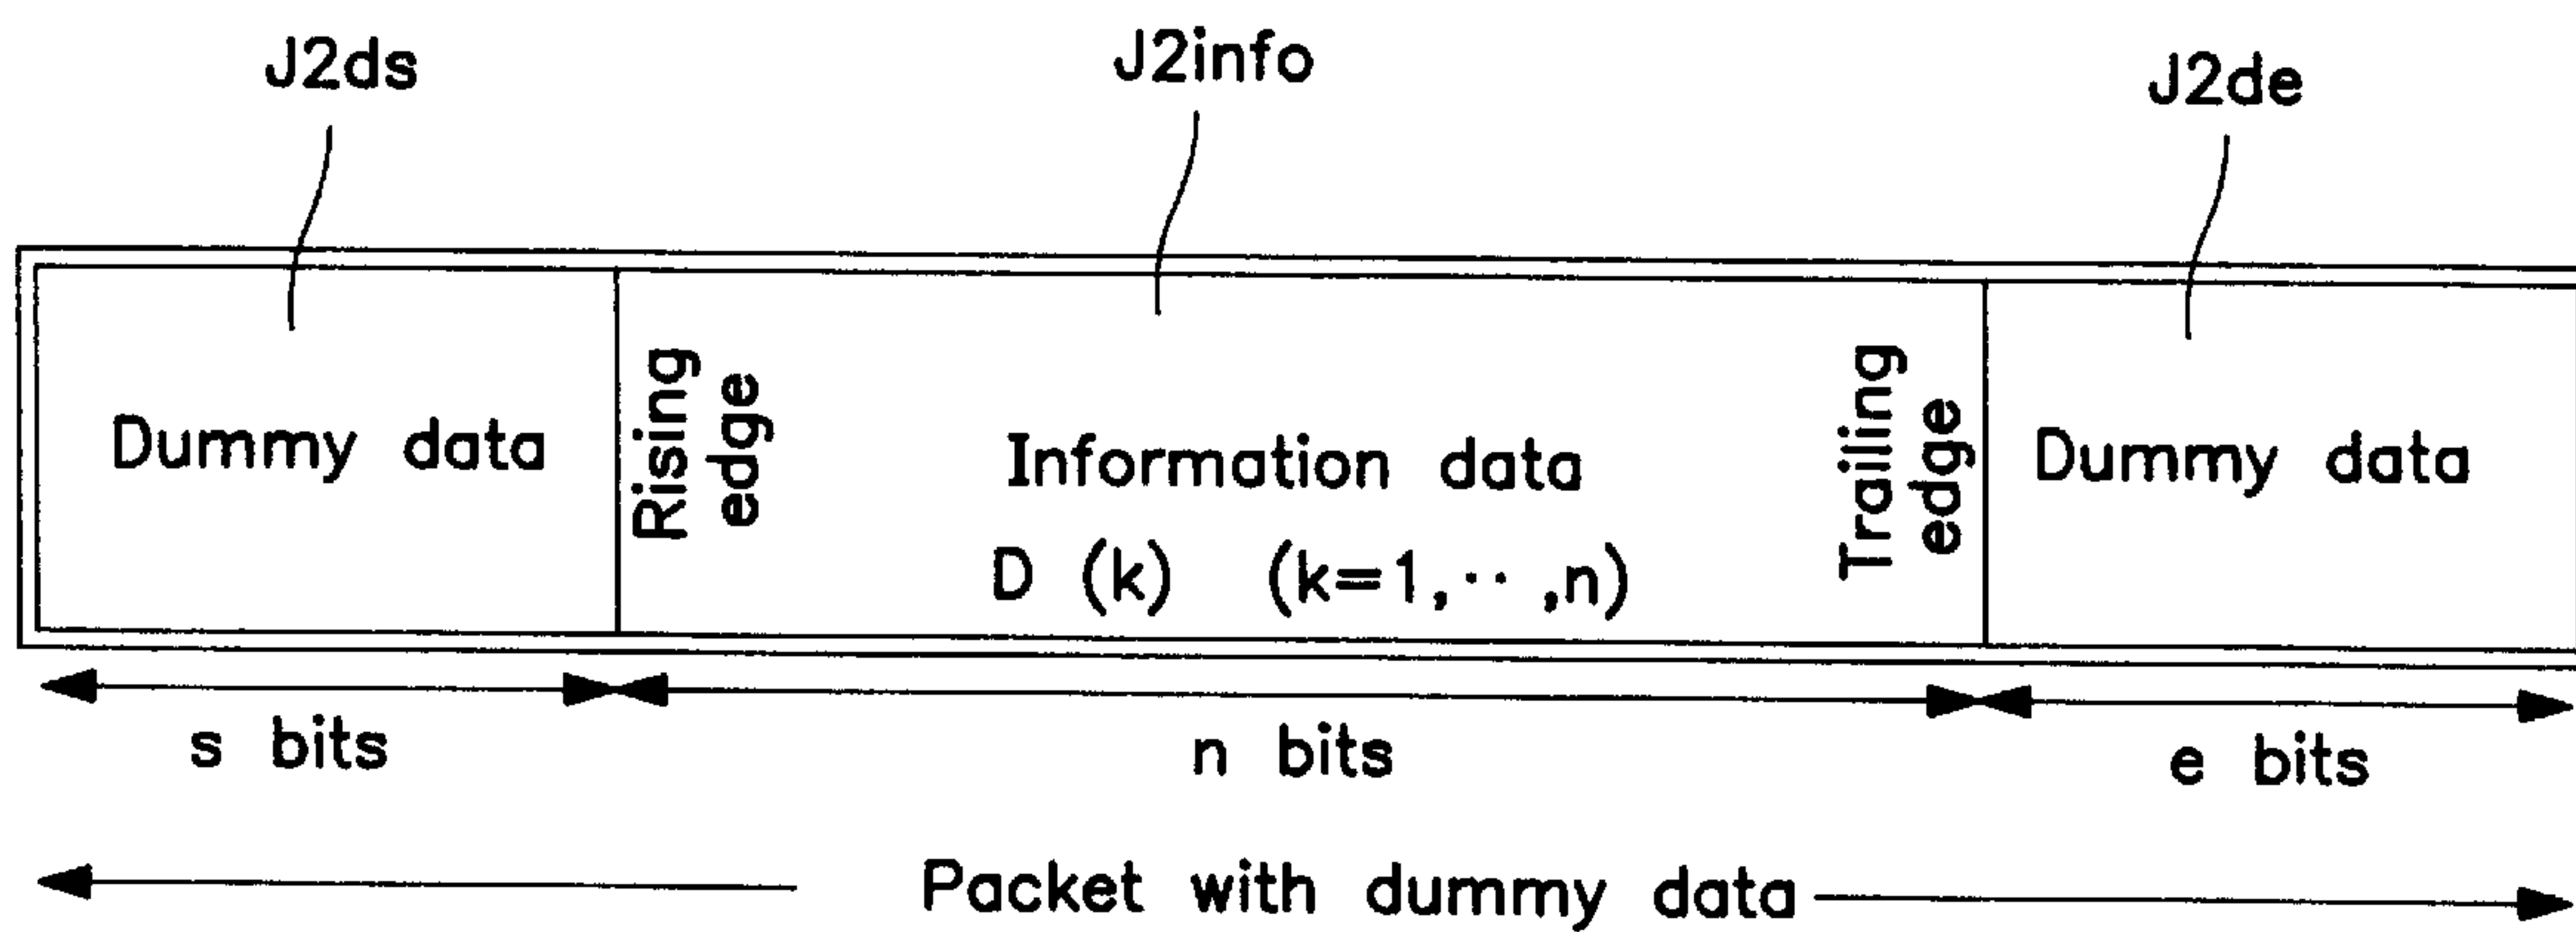 J2ds
J2info
J2de
Dummy data
Rising
edge
Information data
D (k) (k=1,·· ,n)
Trailing
edge
Dummy data
s bits
n bits
e bits
Packet with dummy data